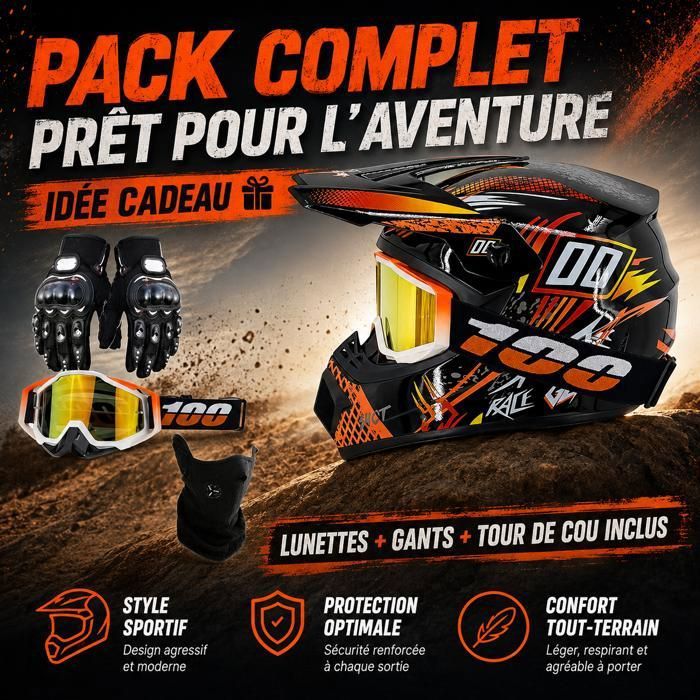 PACK COMPLET
PRÊT POUR L'AVENTURE
IDÉE CADEAU
00
00
100
RACE
100
LUNETTES + GANTS + TOUR DE COU INCLUS
STYLE
SPORTIF
Design agressif
et moderne
PROTECTION
OPTIMALE
Sécurité renforcée
à chaque sortie
CONFORT
TOUT-TERRAIN
Léger, respirant et
agréable à porter